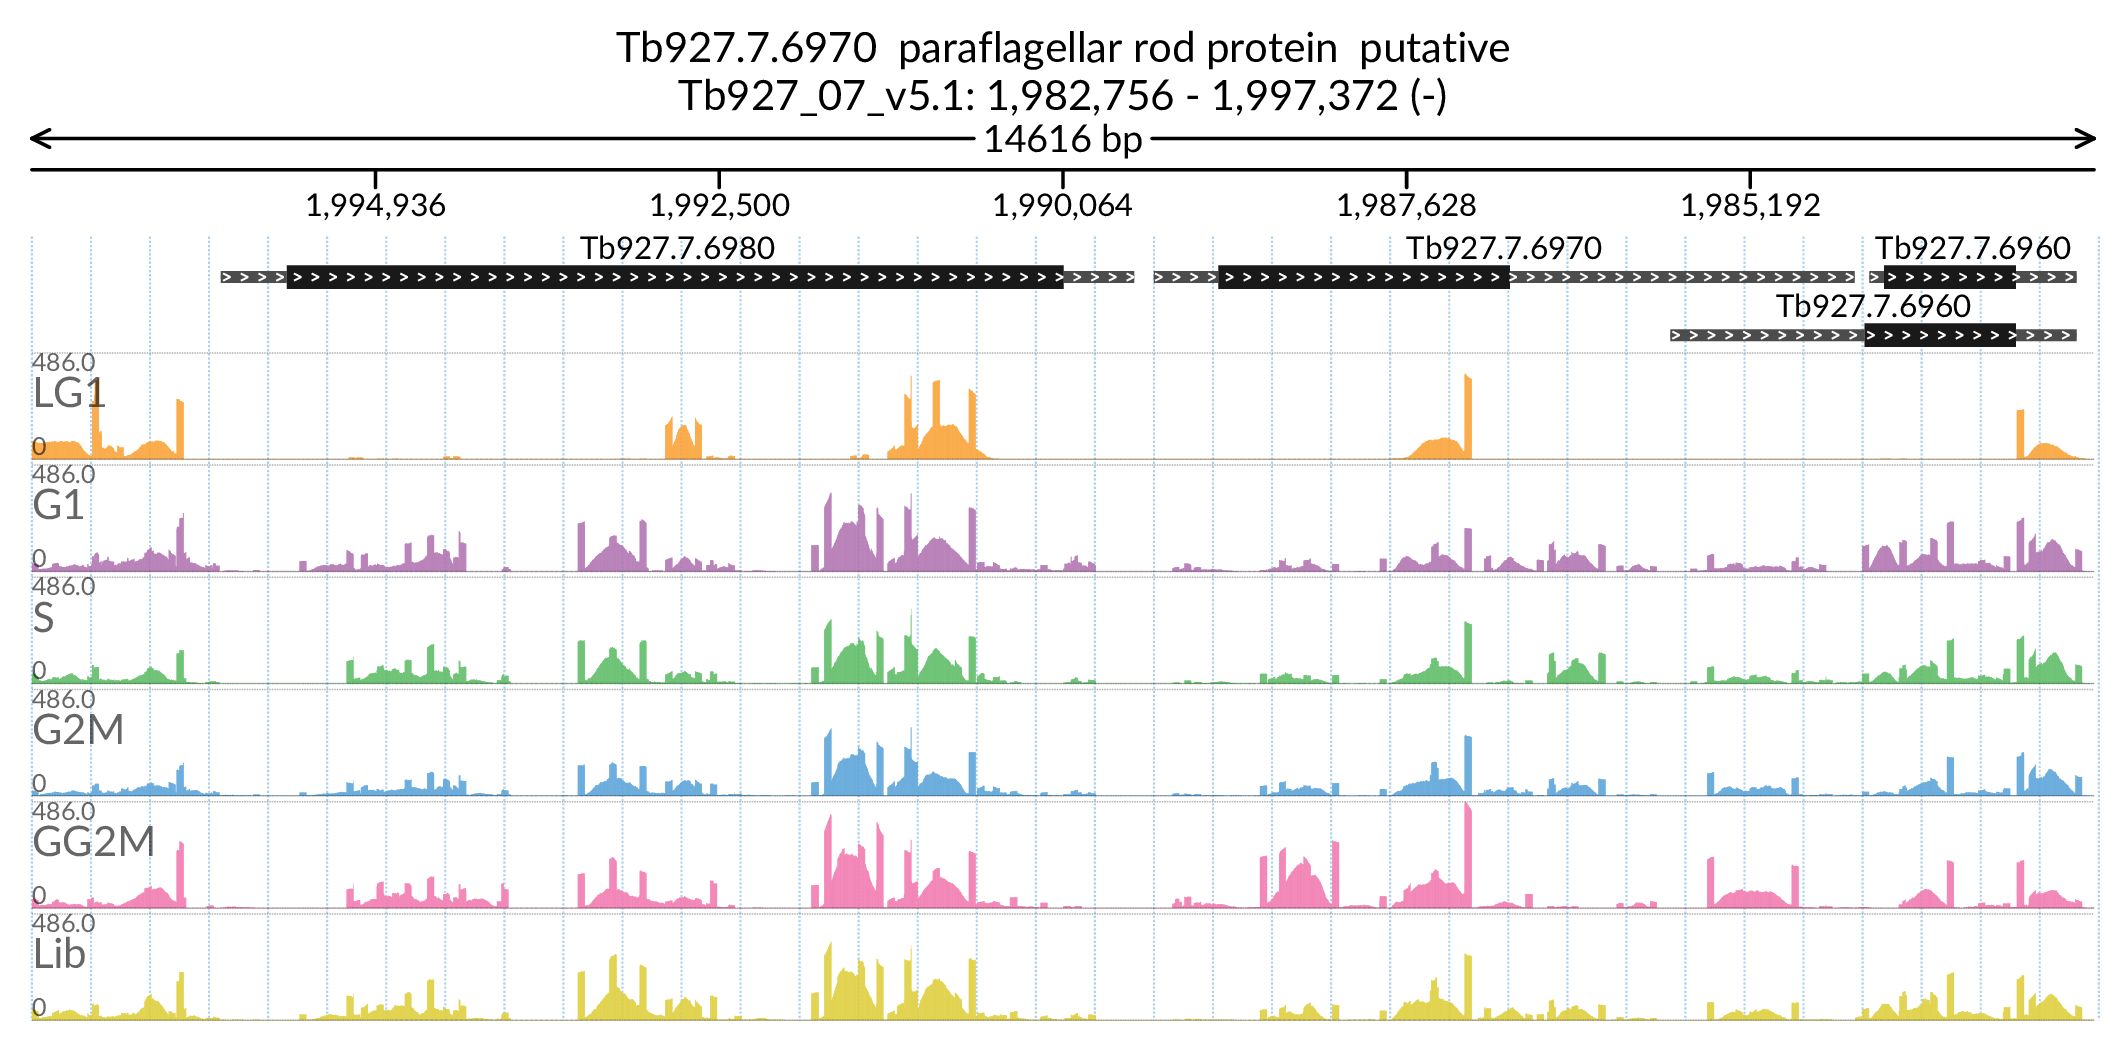 Tb927.7.6970 paraflagellar rod protein putative
Tb927_07_v5.1: 1,982,756 - 1,997,372 (-)
14616 bp
1,994,936 1,992,500 1,990,064 1,987,628 1,985,192
Tb927.7.6980 Tb927.7.6970 Tb927.7.6960
Tb927.7.6960
486.0
LG1
0
486.0
G1
0
486.0
S
0
486.0
G2M
0
486.0
GG2M
0
486.0
Lib
0